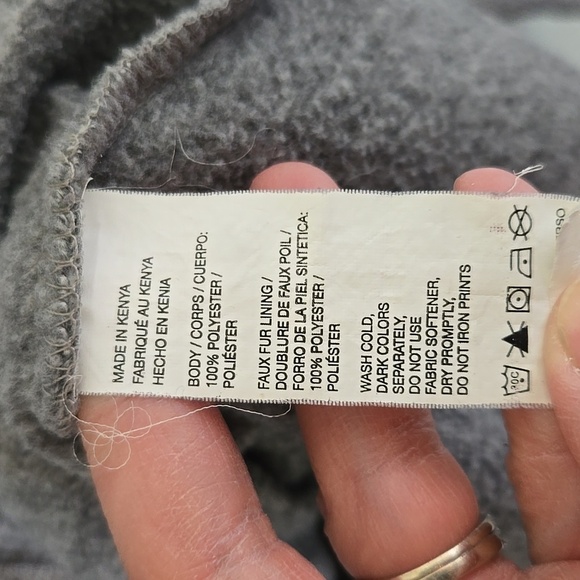 MADE IN KENYA
FABRIQUÉ AU KENYA
HECHO EN KENIA
BODY / CORPS / CUERPO:
100% POLYESTER /
POLIÉSTER
FAUX FUR LINING /
DOUBLURE DE FAUX POIL /
FORRO DE LA PIEL SINTETICA:
100% POLYESTER /
POLIÉSTER
WASH COLD,
DARK COLORS
SEPARATELY,
DO NOT USE
FABRIC SOFTENER,
DRY PROMPTLY,
DO NOT IRON PRINTS
30C